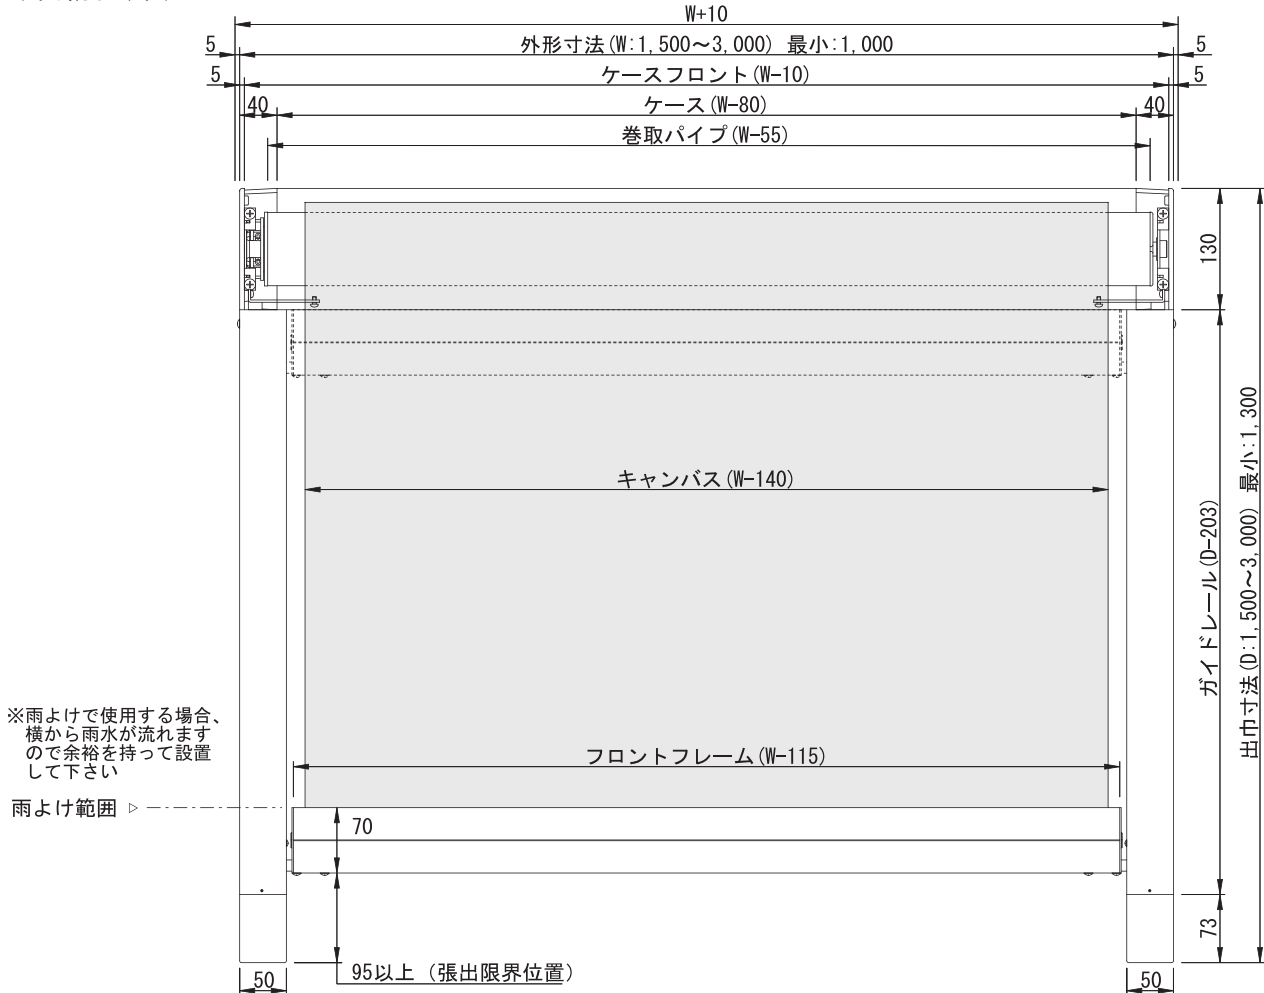 W+10
5
外形寸法(W:1,500～3,000) 最小:1,000
5
5
ケースフロント(W-10)
5
40
ケース(W-80)
40
巻取パイプ(W-55)
130
キャンバス(W-140)
ガイドレール(D-203)
出巾寸法(D:1,500～3,000) 最小:1,300
※雨よけで使用する場合、
横から雨水が流れます
ので余裕を持って設置
して下さい
フロントフレーム(W-115)
雨よけ範囲 ▷
70
73
95以上 (張出限界位置)
50
50